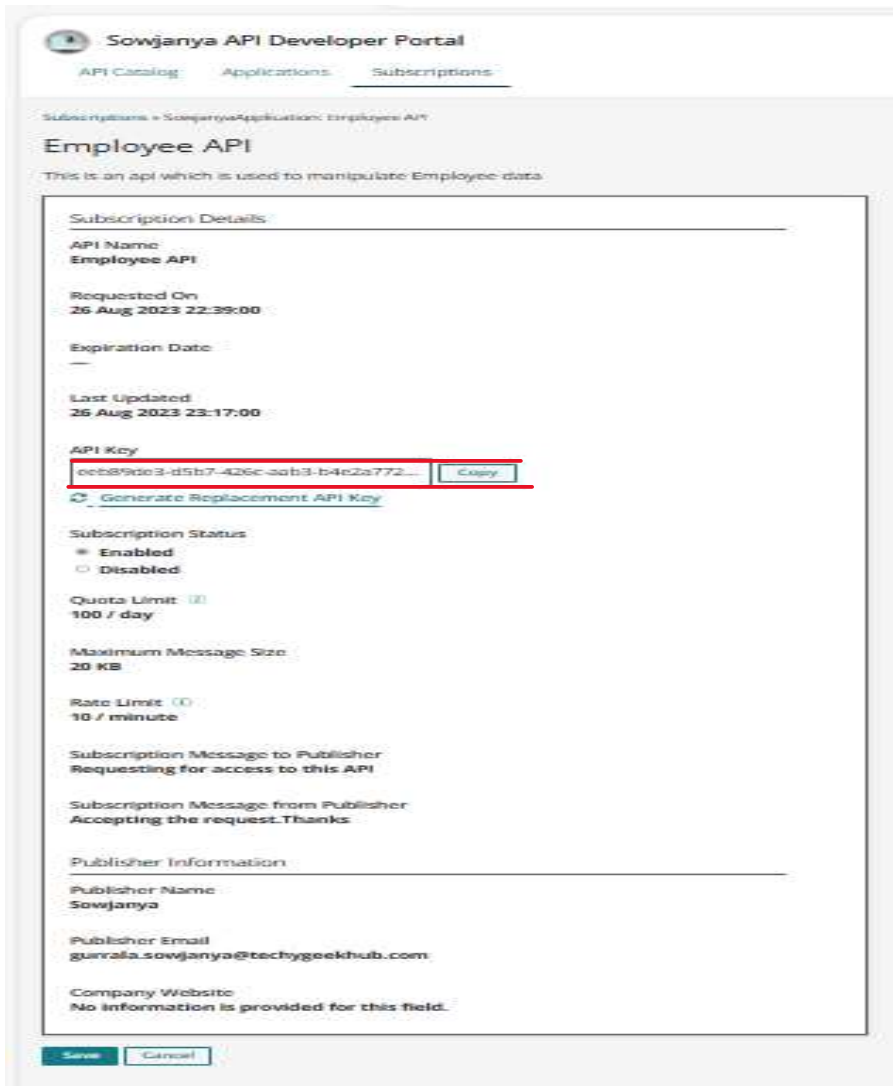 Sowjanya API Developer Portal
API Catalog Applications Subscriptions
Subscriptions » SowjanyaApplication: Employee API
Employee API
This is an api which is used to manipulate Employee data
Subscription Details
API Name
Employee API
Requested On
26 Aug 2023 22:39:00
Expiration Date
—
Last Updated
26 Aug 2023 23:17:00
API Key
Copy
Generate Replacement API Key
Subscription Status
Enabled
Disabled
Quota Limit
100 / day
Maximum Message Size
20 KB
Rate Limit
10 / minute
Subscription Message to Publisher
Requesting for access to this API
Subscription Message from Publisher
Accepting the request.Thanks
Publisher Information
Publisher Name
Sowjanya
Publisher Email
gurrala.sowjanya@techygeekhub.com
Company Website
No information is provided for this field.
Save Cancel